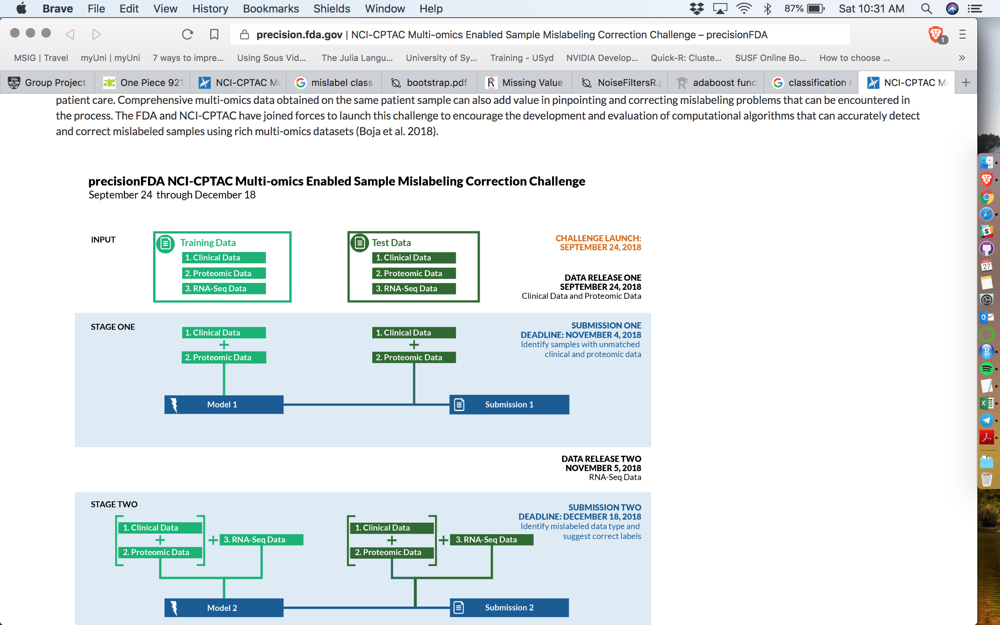 Brave File Edit View History Bookmarks Shields Window Help 87% Sat 10:31 AM
precision.fda.gov | NCI-CPTAC Multi-omics Enabled Sample Mislabeling Correction Challenge – precisionFDA 1
MSIG | Travel myUni | myUni 7 ways to impre... Using Sous Vid... The Julia Langu... University of Sy... Training - USyd NVIDIA Develop... Quick-R: Cluste... SUSF Online Bo... How to choose ... »
Group Project One Piece 921 NCI-CPTAC Mu mislabel class bootstrap.pdf Missing Value NoiseFiltersR.p adaboost func classification r NCI-CPTAC Mu +
patient care. Comprehensive multi-omics data obtained on the same patient sample can also add value in pinpointing and correcting mislabeling problems that can be encountered in
the process. The FDA and NCI-CPTAC have joined forces to launch this challenge to encourage the development and evaluation of computational algorithms that can accurately detect
and correct mislabeled samples using rich multi-omics datasets (Boja et al. 2018).
precisionFDA NCI-CPTAC Multi-omics Enabled Sample Mislabeling Correction Challenge
September 24 through December 18
INPUT
Training Data
1. Clinical Data
2. Proteomic Data
3. RNA-Seq Data
Test Data
1. Clinical Data
2. Proteomic Data
3. RNA-Seq Data
CHALLENGE LAUNCH:
SEPTEMBER 24, 2018
DATA RELEASE ONE
SEPTEMBER 24, 2018
Clinical Data and Proteomic Data
STAGE ONE
1. Clinical Data
+
2. Proteomic Data
Model 1
1. Clinical Data
+
2. Proteomic Data
Submission 1
SUBMISSION ONE
DEADLINE: NOVEMBER 4, 2018
Identify samples with unmatched
clinical and proteomic data
DATA RELEASE TWO
NOVEMBER 5, 2018
RNA-Seq Data
STAGE TWO
1. Clinical Data
+
2. Proteomic Data
+ 3. RNA-Seq Data
Model 2
1. Clinical Data
+
2. Proteomic Data
+ 3. RNA-Seq Data
Submission 2
SUBMISSION TWO
DEADLINE: DECEMBER 18, 2018
Identify mislabeled data type and
suggest correct labels
S
OCT
27
O
R
X